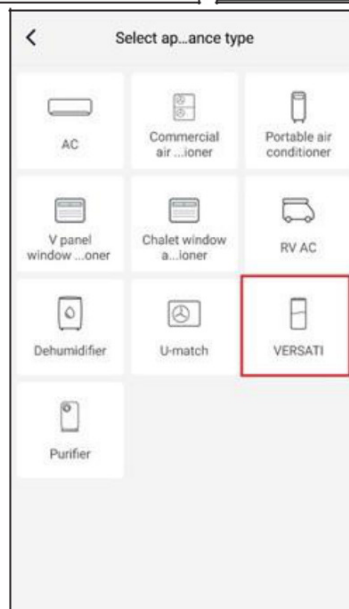 Select ap...ance type
AC
Commercial
air ...ioner
Portable air
conditioner
V panel
window ...oner
Chalet window
a...ioner
RV AC
Dehumidifier
U-match
VERSATI
Purifier